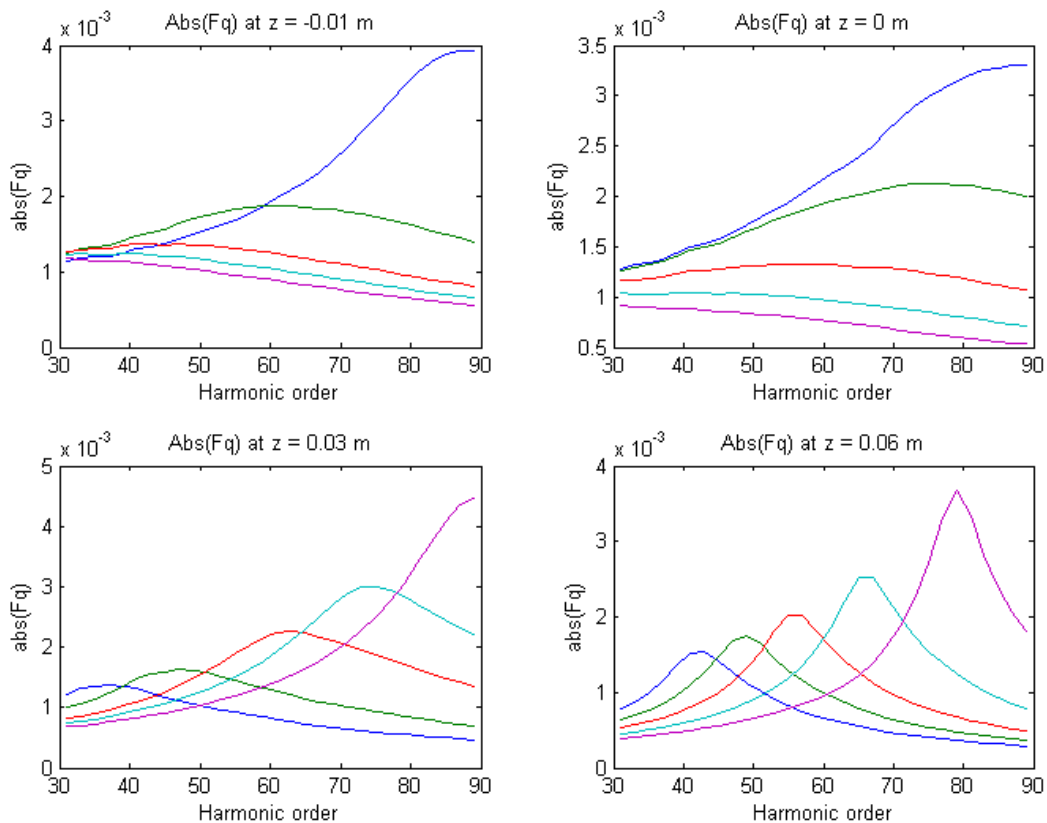 x 10^-3
Abs(Fq) at z = -0.01 m
abs(Fq)
4
3
2
1
0
30 40 50 60 70 80 90
Harmonic order
Abs(Fq) at z = 0 m
x 10^-3
abs(Fq)
3.5
3
2.5
2
1.5
1
0.5
30 40 50 60 70 80 90
Harmonic order
x 10^-3
Abs(Fq) at z = 0.03 m
abs(Fq)
5
4
3
2
1
0
30 40 50 60 70 80 90
Harmonic order
x 10^-3
Abs(Fq) at z = 0.06 m
abs(Fq)
4
3
2
1
0
30 40 50 60 70 80 90
Harmonic order